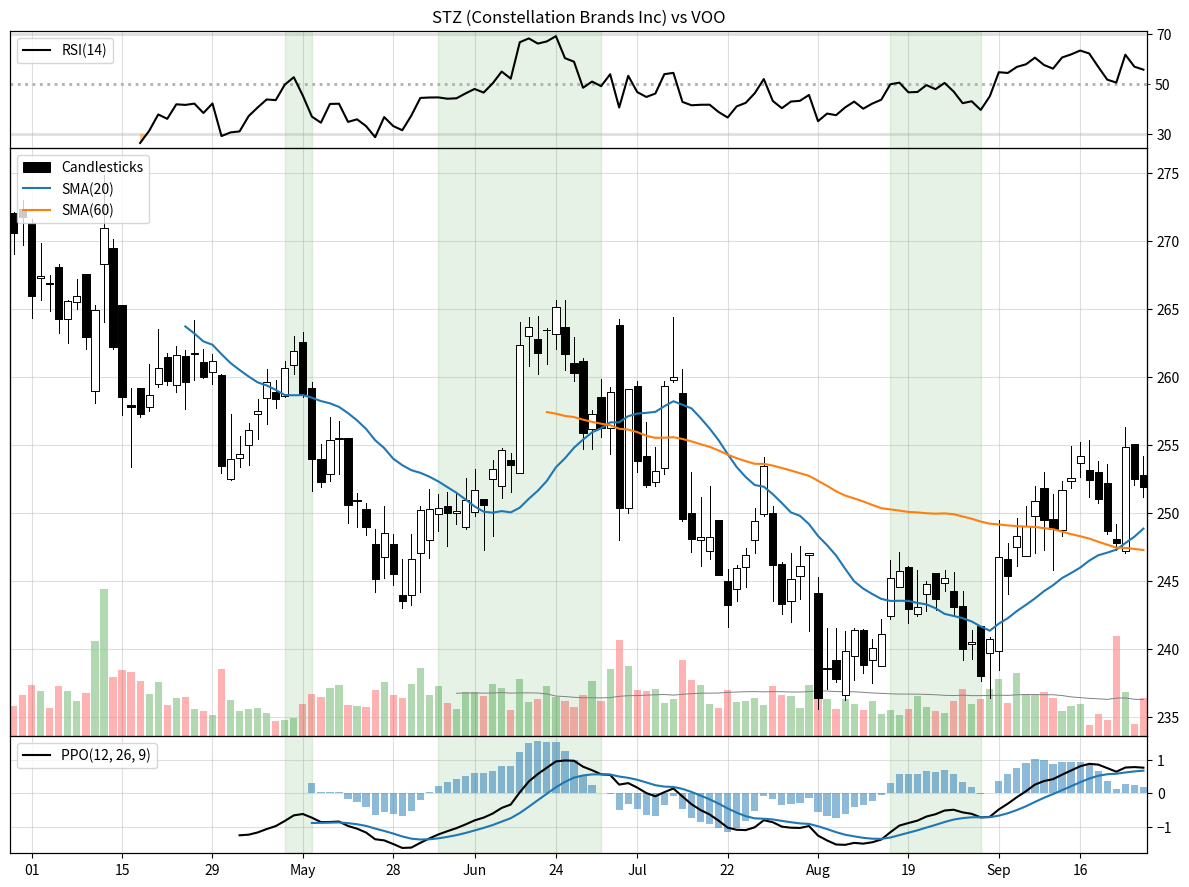 STZ (Constellation Brands Inc) vs VOO
RSI(14)
70
50
30
Candlesticks
SMA(20)
SMA(60)
275
270
265
260
255
250
245
240
235
PPO(12, 26, 9)
1
0
−1
01 15 29 May 28 Jun 24 Jul 22 Aug 19 Sep 16